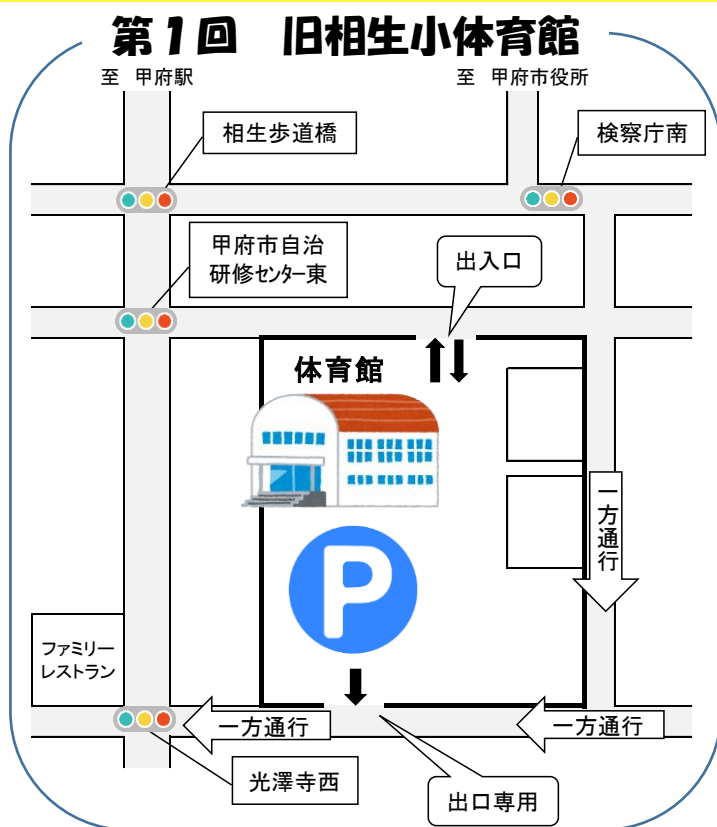 第1回 旧相生小体育館
至 甲府駅
至 甲府市役所
相生歩道橋
検察庁南
甲府市自治
研修センター東
出入口
体育館
一方通行
P
ファミリー
レストラン
一方通行
一方通行
光澤寺西
出口専用